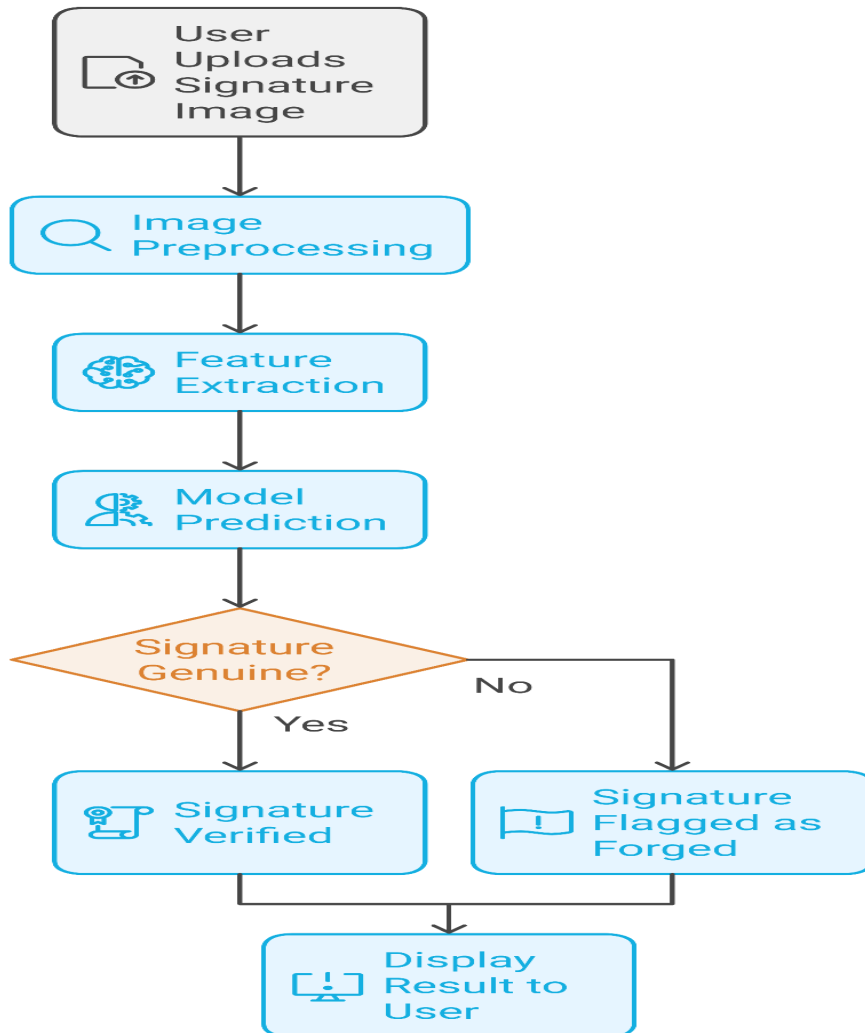 User
Uploads
Signature
Image
Image
Preprocessing
Feature
Extraction
Model
Prediction
Signature
Genuine?
No
Yes
Signature
Verified
Signature
Flagged as
Forged
Display
Result to
User